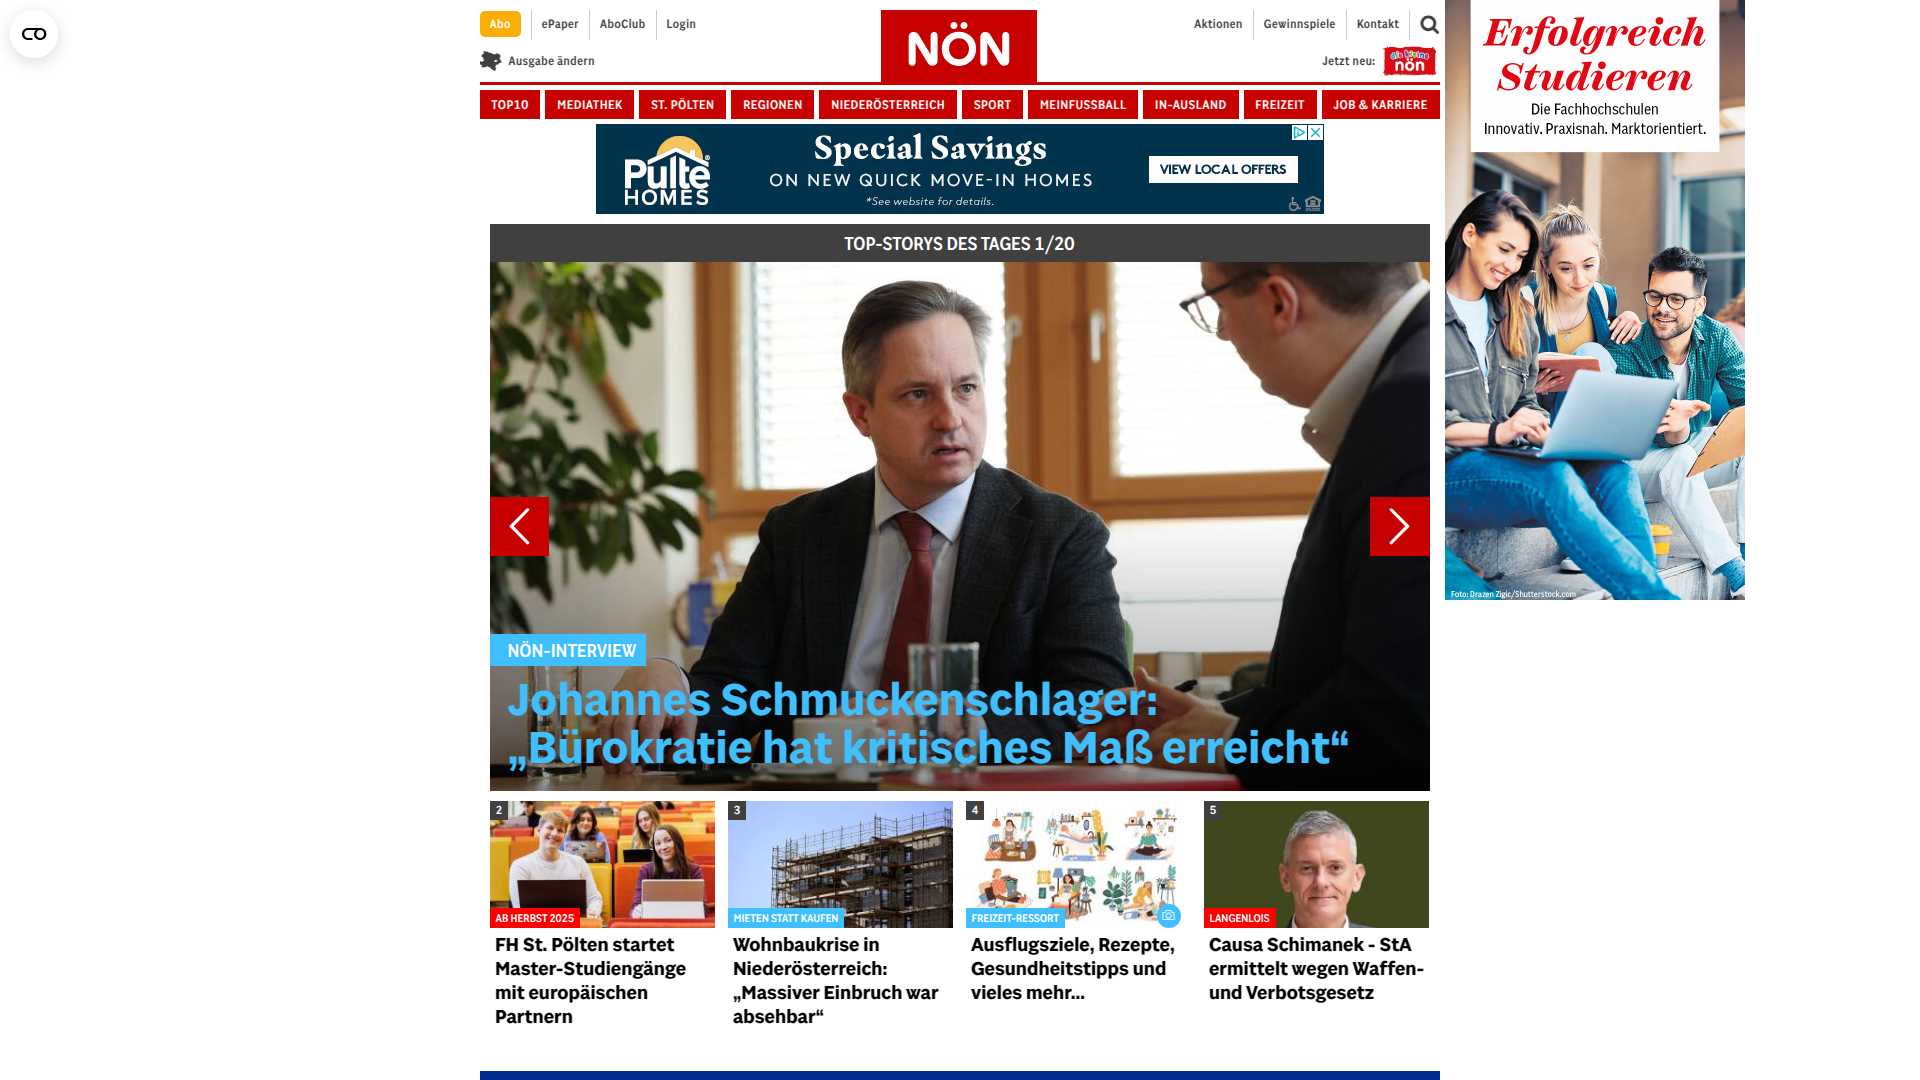 Abo
ePaper
AboClub
Login
NÖN
Aktionen
Gewinnspiele
Kontakt
Ausgabe ändern
Jetzt neu:
die kleine
nön
TOP10
MEDIATHEK
ST. PÖLTEN
REGIONEN
NIEDERÖSTERREICH
SPORT
MEINFUSSBALL
IN-AUSLAND
FREIZEIT
JOB & KARRIERE
Pulte
HOMES
Special Savings
ON NEW QUICK MOVE-IN HOMES
*See website for details.
VIEW LOCAL OFFERS
Erfolgreich
Studieren
Die Fachhochschulen
Innovativ. Praxisnah. Marktorientiert.
Foto: Drazen Zigic/Shutterstock.com
TOP-STORYS DES TAGES 1/20
NÖN-INTERVIEW
Johannes Schmuckenschlager:
„Bürokratie hat kritisches Maß erreicht“
2
AB HERBST 2025
FH St. Pölten startet
Master-Studiengänge
mit europäischen
Partnern
3
MIETEN STATT KAUFEN
Wohnbaukrise in
Niederösterreich:
„Massiver Einbruch war
absehbar“
4
FREIZEIT-RESSORT
Ausflugsziele, Rezepte,
Gesundheitstipps und
vieles mehr...
5
LANGENLOIS
Causa Schimanek - StA
ermittelt wegen Waffen-
und Verbotsgesetz